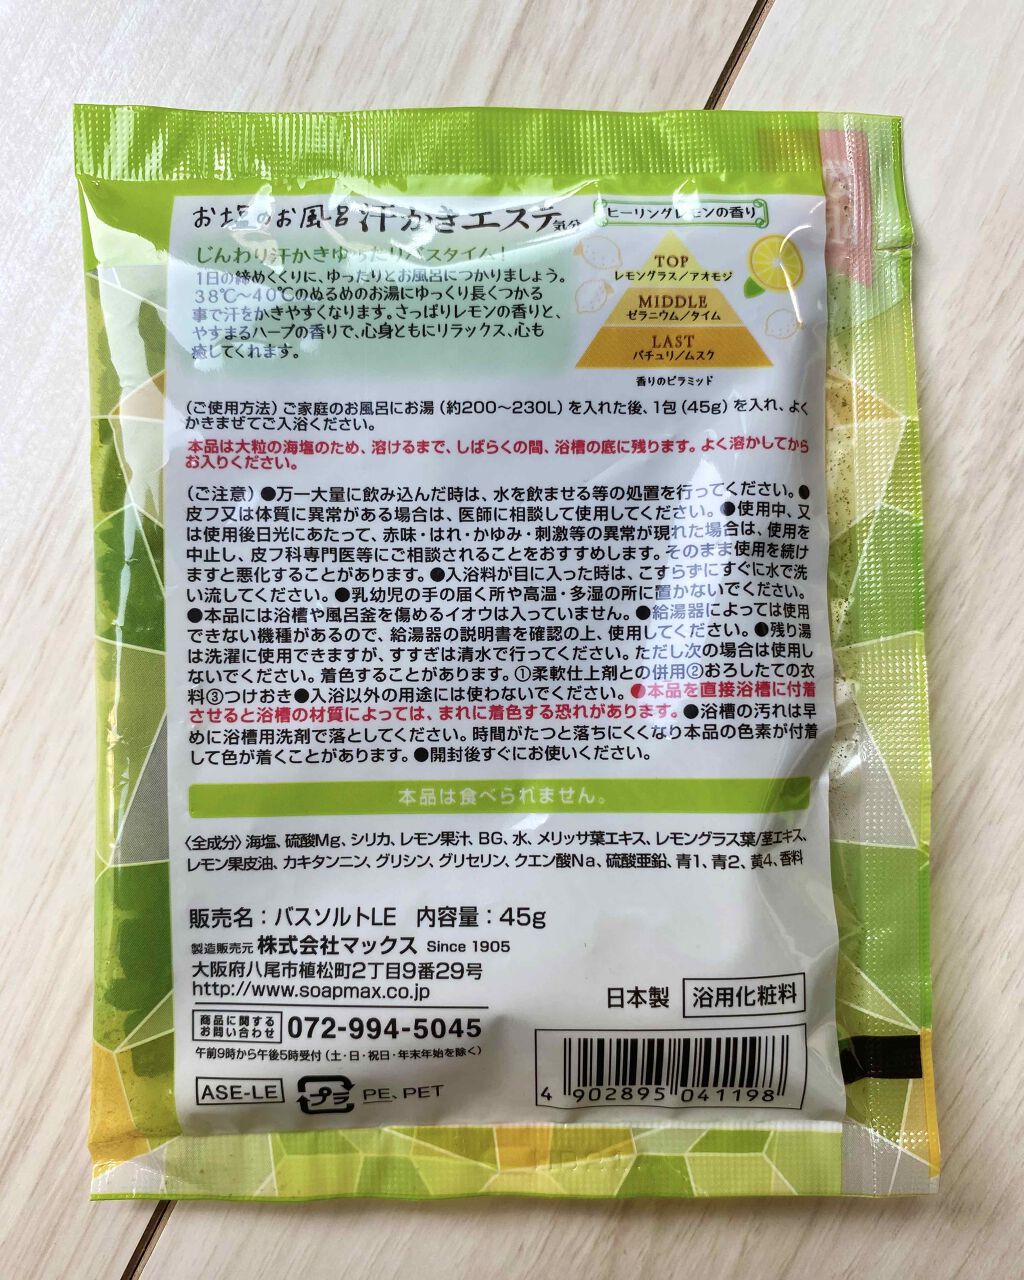 お塩のお風呂 汗かきエステ気分
ヒーリングレモンの香り
じんわり汗かきゆったりバスタイム!
1日の締めくくりに、ゆったりとお風呂につかりましょう。
38℃〜40℃のぬるめのお湯にゆっくり長くつかる
事で汗をかきやすくなります。さっぱりレモンの香りと、
やすまるハーブの香りで、心身ともにリラックス、心も
癒してくれます。
TOP
レモングラス/アオモジ
MIDDLE
ゼラニウム/タイム
LAST
パチュリ/ムスク
香りのピラミッド
(ご使用方法)ご家庭のお風呂にお湯(約200〜230L)を入れた後、1包(45g)を入れ、よく
かきまぜてご入浴ください。
本品は大粒の海塩のため、溶けるまで、しばらくの間、浴槽の底に残ります。よく溶かしてから
お入りください。
(ご注意)●万一大量に飲み込んだ時は、水を飲ませる等の処置を行ってください。●
皮フ又は体質に異常がある場合は、医師に相談して使用してください。●使用中、又
は使用後日光にあたって、赤味・はれ・かゆみ・刺激等の異常が現れた場合は、使用を
中止し、皮フ科専門医等にご相談されることをおすすめします。そのまま使用を続け
ますと悪化することがあります。●入浴料が目に入った時は、こすらずにすぐに水で洗
い流してください。●乳幼児の手の届く所や高温・多湿の所に置かないでください。
●本品には浴槽や風呂釜を傷めるイオウは入っていません。●給湯器によっては使用
できない機種があるので、給湯器の説明書を確認の上、使用してください。●残り湯
は洗濯に使用できますが、すすぎは清水で行ってください。ただし次の場合は使用し
ないでください。着色することがあります。①柔軟仕上剤との併用②おろしたての衣
料③つけおき●入浴以外の用途には使わないでください。●本品を直接浴槽に付着
させると浴槽の材質によっては、まれに着色する恐れがあります。●浴槽の汚れは早
めに浴槽用洗剤で落としてください。時間がたつと落ちにくくなり本品の色素が付着
して色が着くことがあります。●開封後すぐにお使いください。
本品は食べられません。
〈全成分〉海塩、硫酸Mg、シリカ、レモン果汁、BG、水、メリッサ葉エキス、レモングラス葉/茎エキス、
レモン果皮油、カキタンニン、グリシン、グリセリン、クエン酸Na、硫酸亜鉛、青1、青2、黄4、香料
販売名:バスソルトLE 内容量:45g
製造販売元 株式会社マックス Since 1905
大阪府八尾市植松町2丁目9番29号
http://www.soapmax.co.jp
日本製 浴用化粧料
商品に関する
お問い合わせ 072-994-5045
午前9時から午後5時受付(土・日・祝日・年末年始を除く)
ASE-LE プラ PE、PET
4 902895 041198